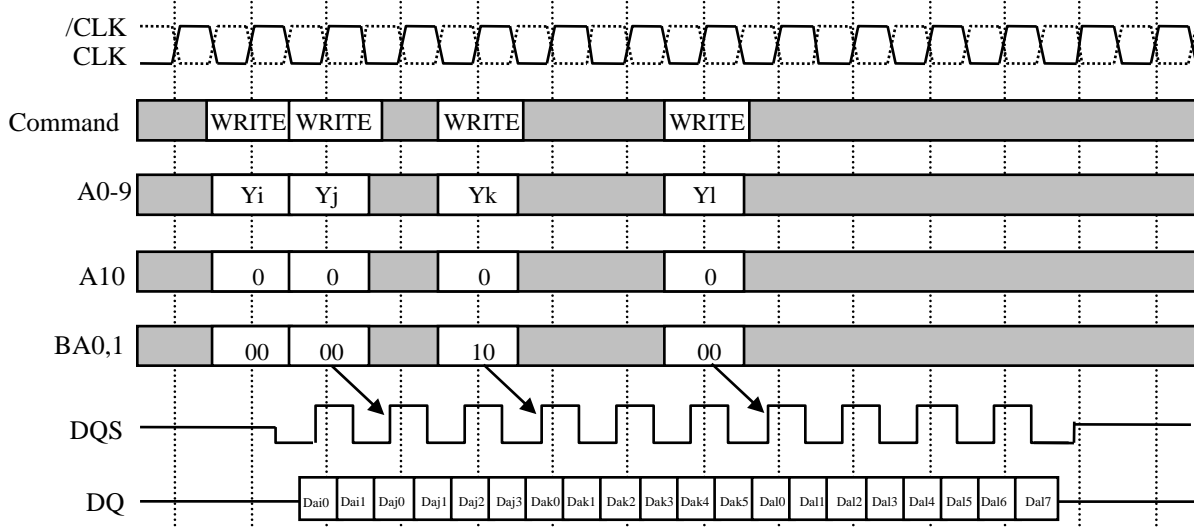 /CLK
CLK
Command WRITE WRITE WRITE WRITE
A0-9 Yi Yj Yk Yl
A10 0 0 0 0
BA0,1 00 00 10 00
DQS
DQ Dai0 Dai1 Daj0 Daj1 Daj2 Daj3 Dak0 Dak1 Dak2 Dak3 Dak4 Dak5 Dal0 Dal1 Dal2 Dal3 Dal4 Dal5 Dal6 Dal7